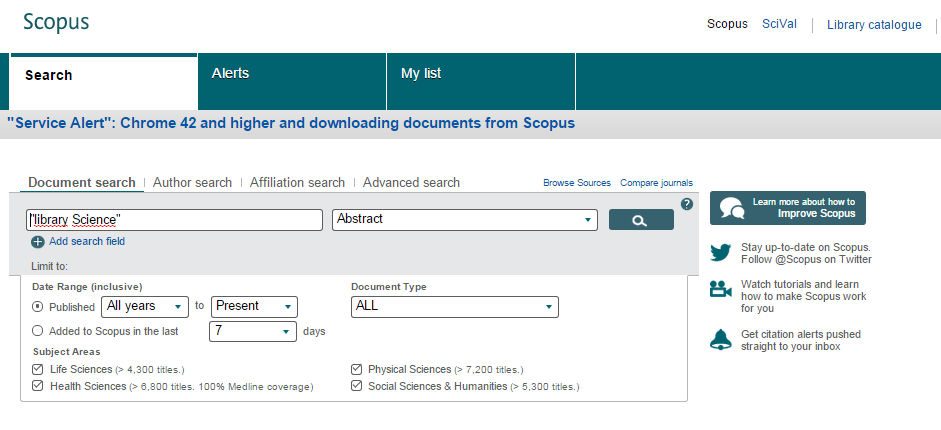 Scopus
Scopus SciVal Library catalogue
Search Alerts My list
"Service Alert": Chrome 42 and higher and downloading documents from Scopus
Document search Author search Affiliation search Advanced search Browse Sources Compare journals
"library Science" Abstract ?
Add search field
Limit to:
Date Range (inclusive) Document Type
Published All years to Present ALL
Added to Scopus in the last 7 days
Subject Areas
Life Sciences (> 4,300 titles.) Physical Sciences (> 7,200 titles.)
Health Sciences (> 6,800 titles. 100% Medline coverage) Social Sciences & Humanities (> 5,300 titles.)
Learn more about how to
Improve Scopus
Stay up-to-date on Scopus.
Follow @Scopus on Twitter
Watch tutorials and learn
how to make Scopus work
for you
Get citation alerts pushed
straight to your inbox